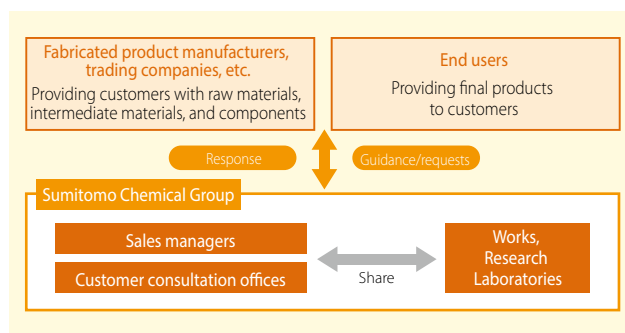 Fabricated product manufacturers,
trading companies, etc.
Providing customers with raw materials,
intermediate materials, and components
End users
Providing final products
to customers
Response
Guidance/requests
Sumitomo Chemical Group
Sales managers
Customer consultation offices
Share
Works,
Research
Laboratories